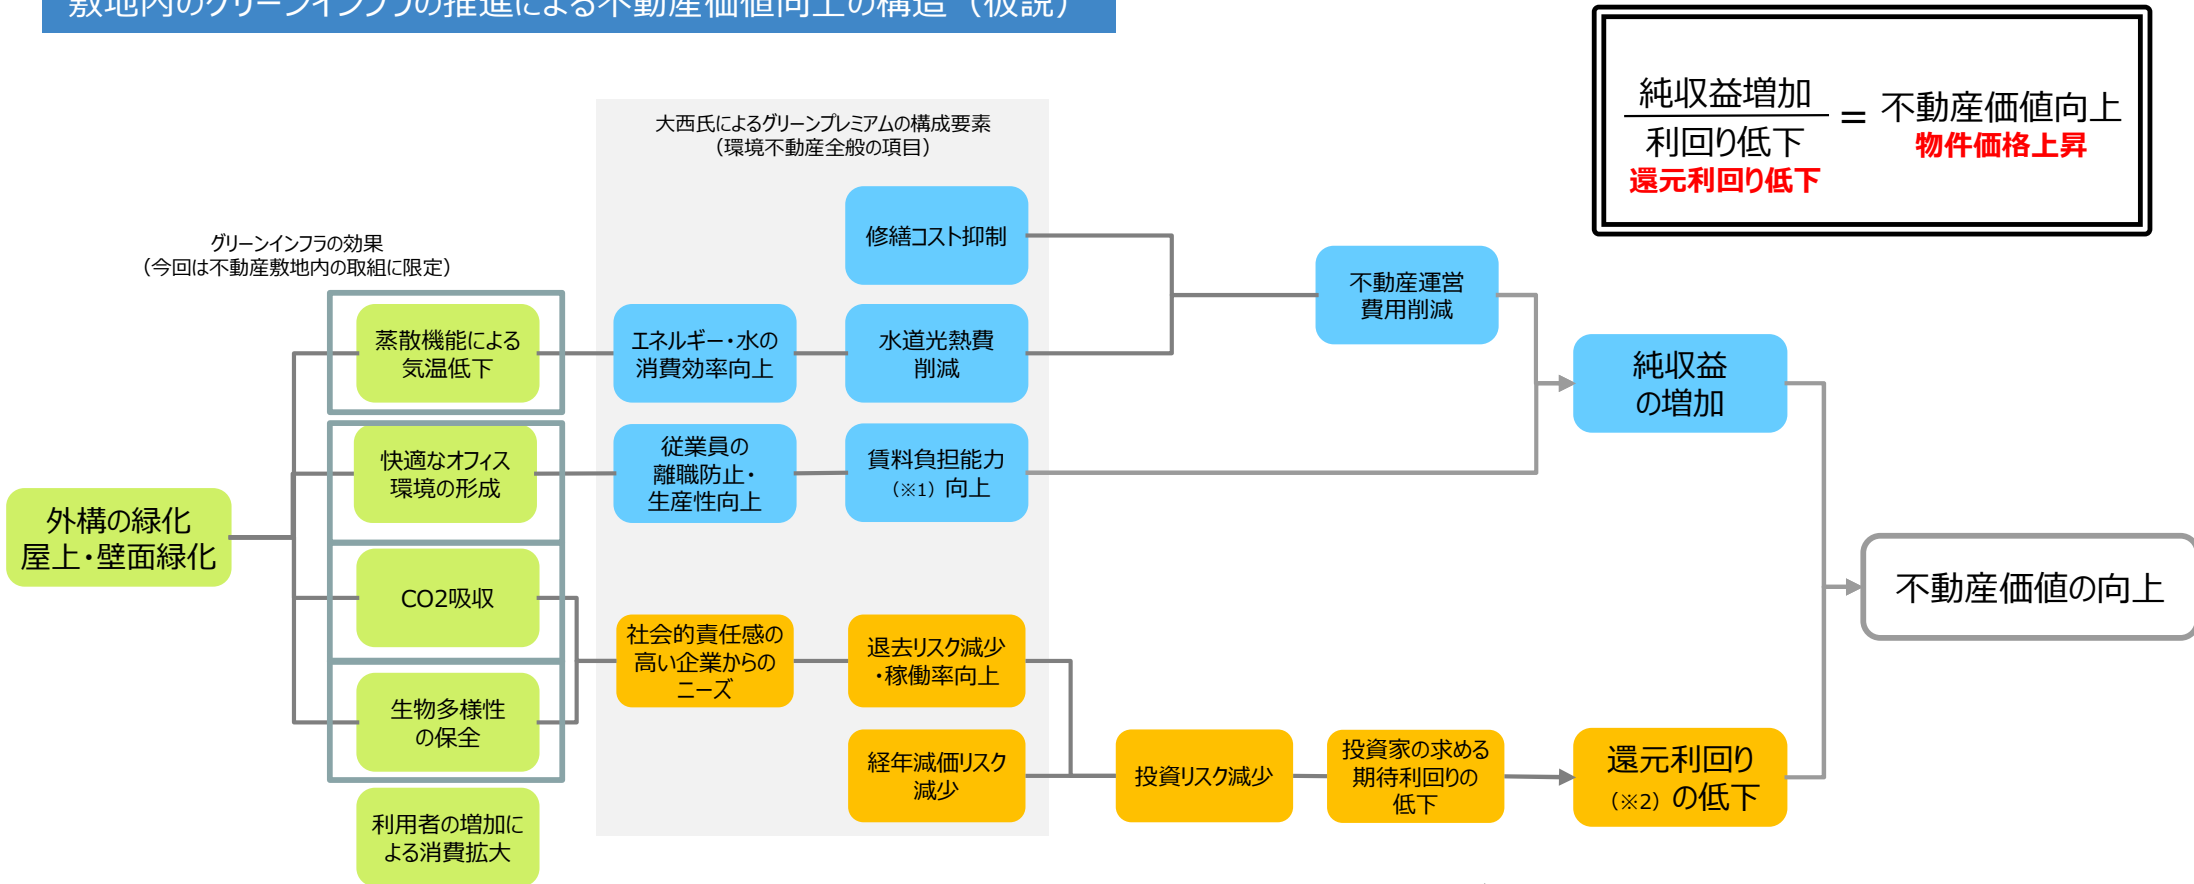 敷地内のグリーンインフラの推進による不動産価値向上の構造（仮説）
純収益増加
利回り低下
還元利回り低下
=
不動産価値向上
物件価格上昇
大西氏によるグリーンプレミアムの構成要素
（環境不動産全般の項目）
グリーンインフラの効果
（今回は不動産敷地内の取組に限定）
外構の緑化
屋上・壁面緑化
蒸散機能による
気温低下
快適なオフィス
環境の形成
CO2吸収
生物多様性
の保全
利用者の増加に
よる消費拡大
エネルギー・水の
消費効率向上
従業員の
離職防止・
生産性向上
社会的責任感の
高い企業からの
ニーズ
修繕コスト抑制
水道光熱費
削減
賃料負担能力
（※1）向上
退去リスク減少
・稼働率向上
経年減価リスク
減少
投資リスク減少
不動産運営
費用削減
投資家の求める
期待利回りの
低下
純収益
の増加
還元利回り
（※2）の低下
不動産価値の向上